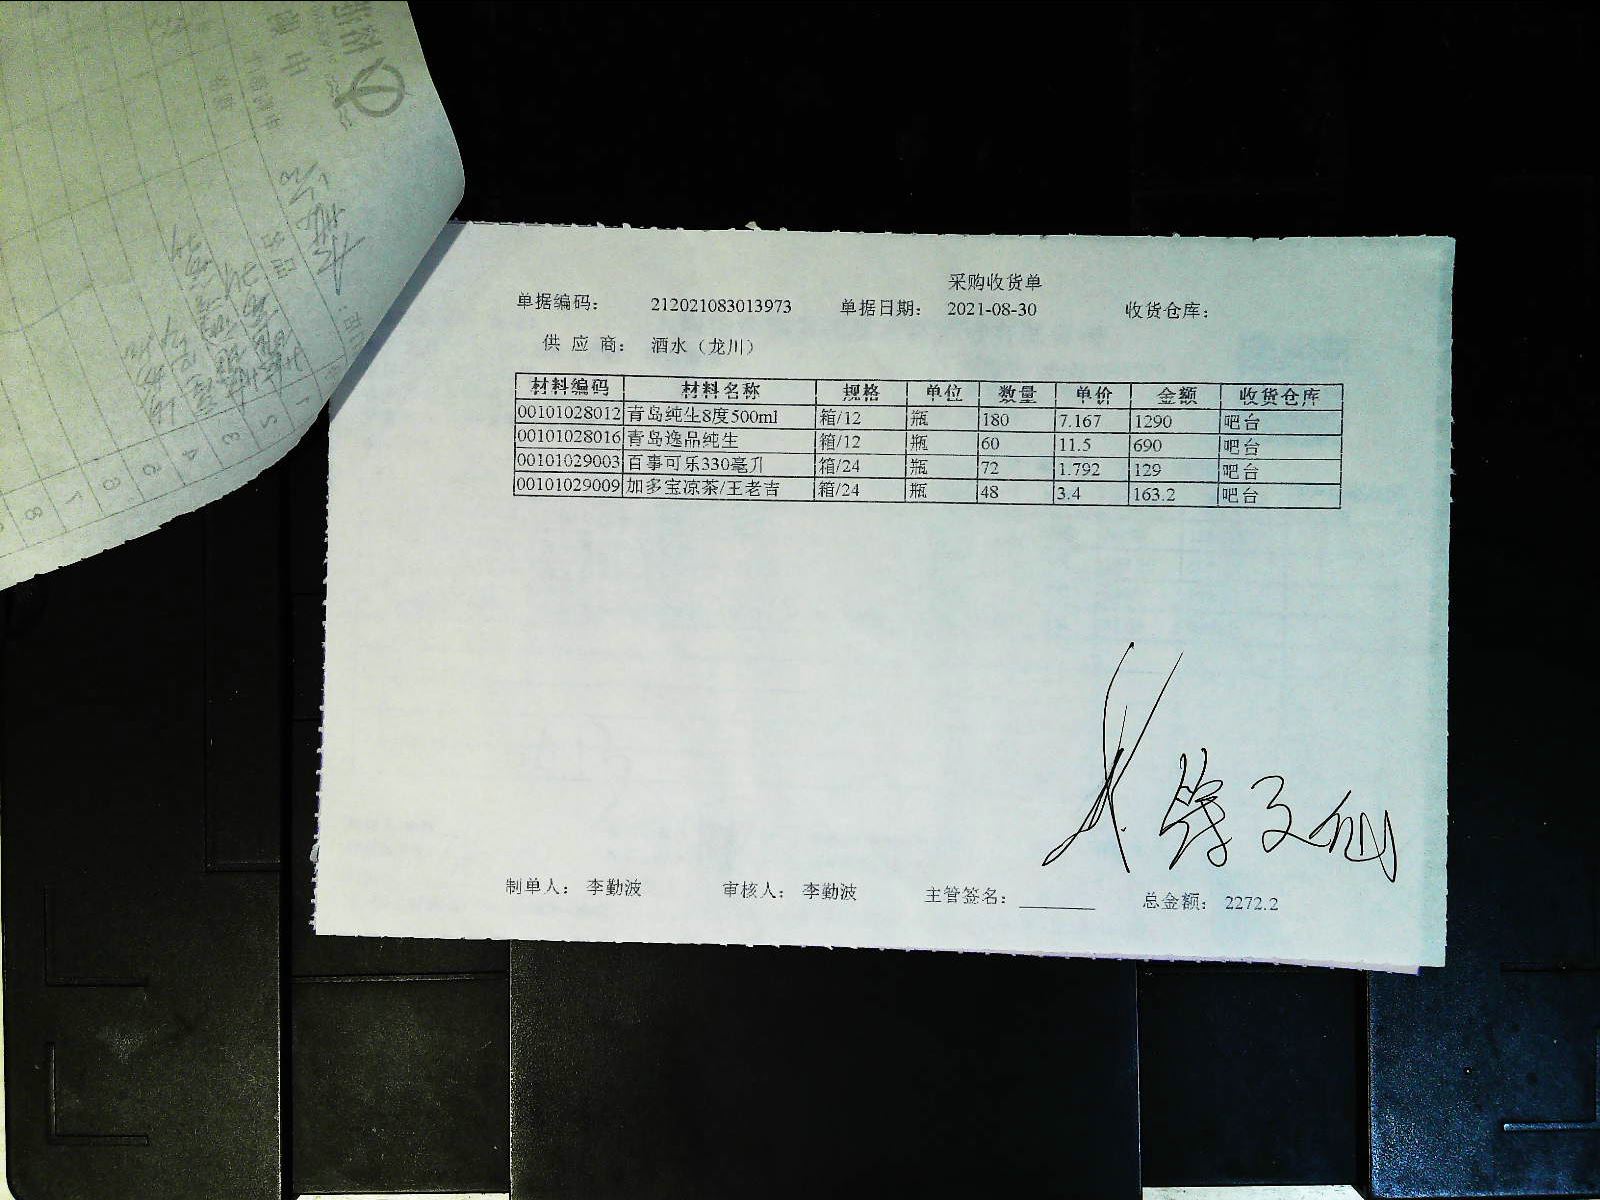 采购收货单
单据编码： 212021083013973 单据日期： 2021-08-30 收货仓库：
供 应 商： 酒水（龙川）
材料编码 材料名称 规格 单位 数量 单价 金额 收货仓库
00101028012 青岛纯生8度500ml 箱/12 瓶 180 7.167 1290 吧台
00101028016 青岛逸品纯生 箱/12 瓶 60 11.5 690 吧台
00101029003 百事可乐330毫升 箱/24 瓶 72 1.792 129 吧台
00101029009 加多宝凉茶/王老吉 箱/24 瓶 48 3.4 163.2 吧台
制单人： 李勤波 审核人： 李勤波 主管签名： 总金额： 2272.2